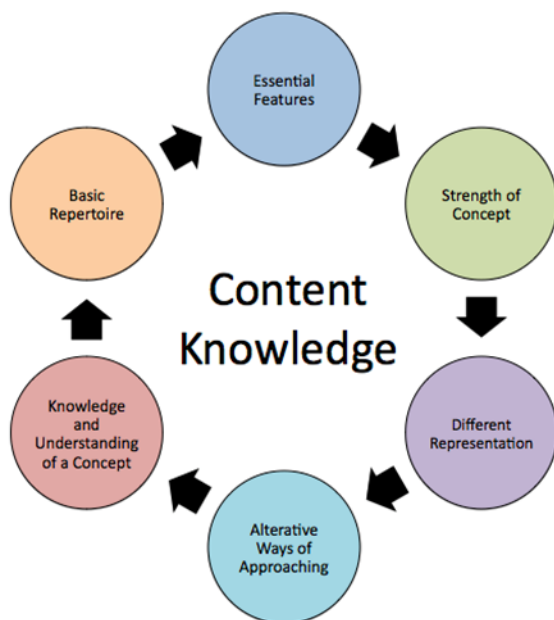 Essential
Features
Strength of
Concept
Different
Representation
Alterative
Ways of
Approaching
Knowledge
and
Understanding
of a Concept
Basic
Repertoire
Content
Knowledge